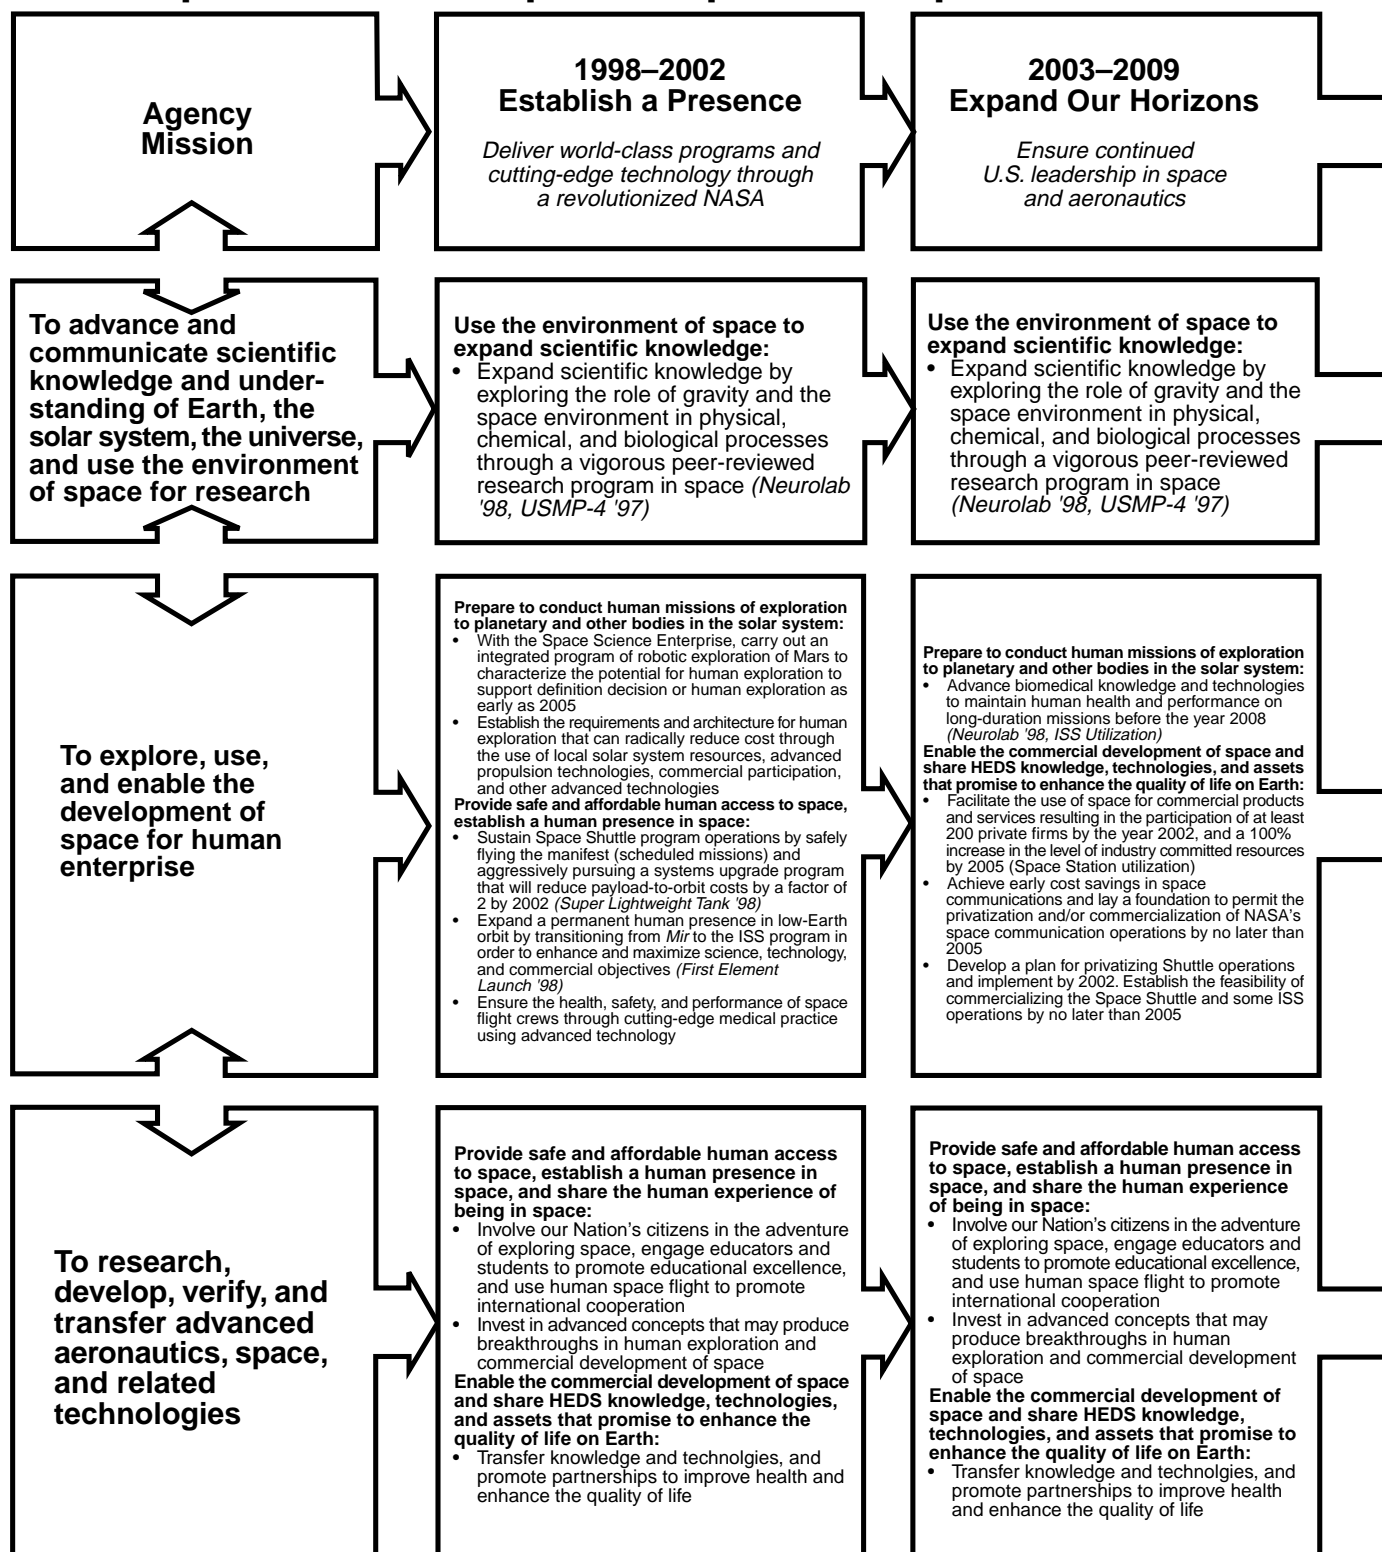 Agency
Mission
1998–2002
Establish a Presence
Deliver world-class programs and
cutting-edge technology through
a revolutionized NASA
2003–2009
Expand Our Horizons
Ensure continued
U.S. leadership in space
and aeronautics
To advance and
communicate scientific
knowledge and under-
standing of Earth, the
solar system, the universe,
and use the environment
of space for research
Use the environment of space to
expand scientific knowledge:
• Expand scientific knowledge by
exploring the role of gravity and the
space environment in physical,
chemical, and biological processes
through a vigorous peer-reviewed
research program in space (Neurolab
'98, USMP-4 '97)
Use the environment of space to
expand scientific knowledge:
• Expand scientific knowledge by
exploring the role of gravity and the
space environment in physical,
chemical, and biological processes
through a vigorous peer-reviewed
research program in space
(Neurolab '98, USMP-4 '97)
To explore, use,
and enable the
development of
space for human
enterprise
Prepare to conduct human missions of exploration
to planetary and other bodies in the solar system:
• With the Space Science Enterprise, carry out an
integrated program of robotic exploration of Mars to
characterize the potential for human exploration to
support definition decision or human exploration as
early as 2005
• Establish the requirements and architecture for human
exploration that can radically reduce cost through
the use of local solar system resources, advanced
propulsion technologies, commercial participation,
and other advanced technologies
Provide safe and affordable human access to space,
establish a human presence in space:
• Sustain Space Shuttle program operations by safely
flying the manifest (scheduled missions) and
aggressively pursuing a systems upgrade program
that will reduce payload-to-orbit costs by a factor of
2 by 2002 (Super Lightweight Tank '98)
• Expand a permanent human presence in low-Earth
orbit by transitioning from Mir to the ISS program in
order to enhance and maximize science, technology,
and commercial objectives (First Element
Launch '98)
• Ensure the health, safety, and performance of space
flight crews through cutting-edge medical practice
using advanced technology
Prepare to conduct human missions of exploration
to planetary and other bodies in the solar system:
• Advance biomedical knowledge and technologies
to maintain human health and performance on
long-duration missions before the year 2008
(Neurolab '98, ISS Utilization)
Enable the commercial development of space and
share HEDS knowledge, technologies, and assets
that promise to enhance the quality of life on Earth:
• Facilitate the use of space for commercial products
and services resulting in the participation of at least
200 private firms by the year 2002, and a 100%
increase in the level of industry committed resources
by 2005 (Space Station utilization)
• Achieve early cost savings in space
communications and lay a foundation to permit the
privatization and/or commercialization of NASA's
space communication operations by no later than
2005
• Develop a plan for privatizing Shuttle operations
and implement by 2002. Establish the feasibility of
commercializing the Space Shuttle and some ISS
operations by no later than 2005
To research,
develop, verify, and
transfer advanced
aeronautics, space,
and related
technologies
Provide safe and affordable human access
to space, establish a human presence in
space, and share the human experience of
being in space:
• Involve our Nation's citizens in the adventure
of exploring space, engage educators and
students to promote educational excellence,
and use human space flight to promote
international cooperation
• Invest in advanced concepts that may produce
breakthroughs in human exploration and
commercial development of space
Enable the commercial development of space
and share HEDS knowledge, technologies,
and assets that promise to enhance the
quality of life on Earth:
• Transfer knowledge and technolgies, and
promote partnerships to improve health and
enhance the quality of life
Provide safe and affordable human access
to space, establish a human presence in
space, and share the human experience
of being in space:
• Involve our Nation's citizens in the adventure
of exploring space, engage educators and
students to promote educational excellence,
and use human space flight to promote
international cooperation
• Invest in advanced concepts that may
produce breakthroughs in human
exploration and commercial development
of space
Enable the commercial development of
space and share HEDS knowledge,
technologies, and assets that promise to
enhance the quality of life on Earth:
• Transfer knowledge and technolgies, and
promote partnerships to improve health
and enhance the quality of life